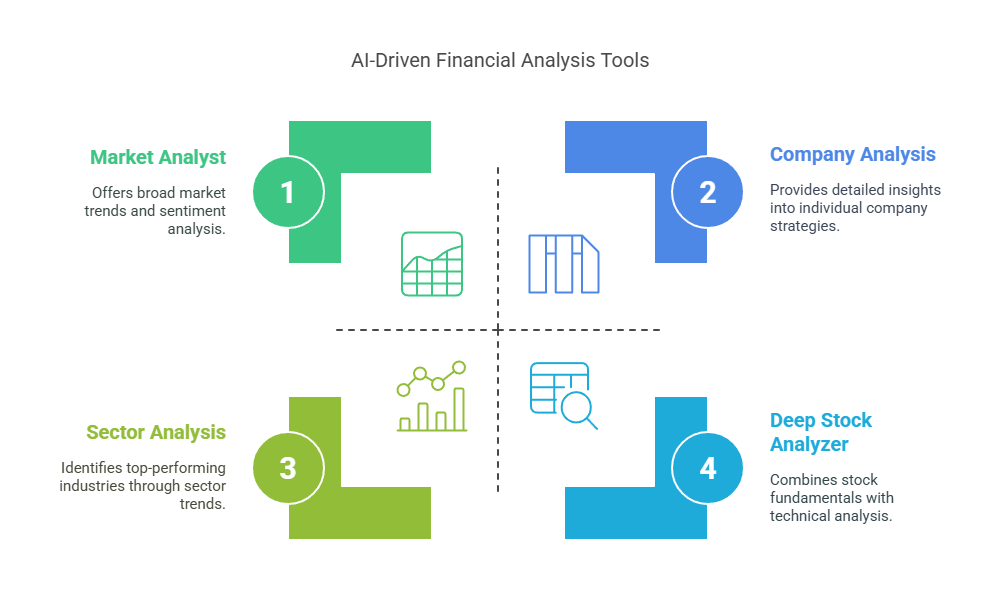 AI-Driven Financial Analysis Tools
Market Analyst
Offers broad market
trends and sentiment
analysis.
1
2
Company Analysis
Provides detailed insights
into individual company
strategies.
Sector Analysis
Identifies top-performing
industries through sector
trends.
3
4
Deep Stock
Analyzer
Combines stock
fundamentals with
technical analysis.